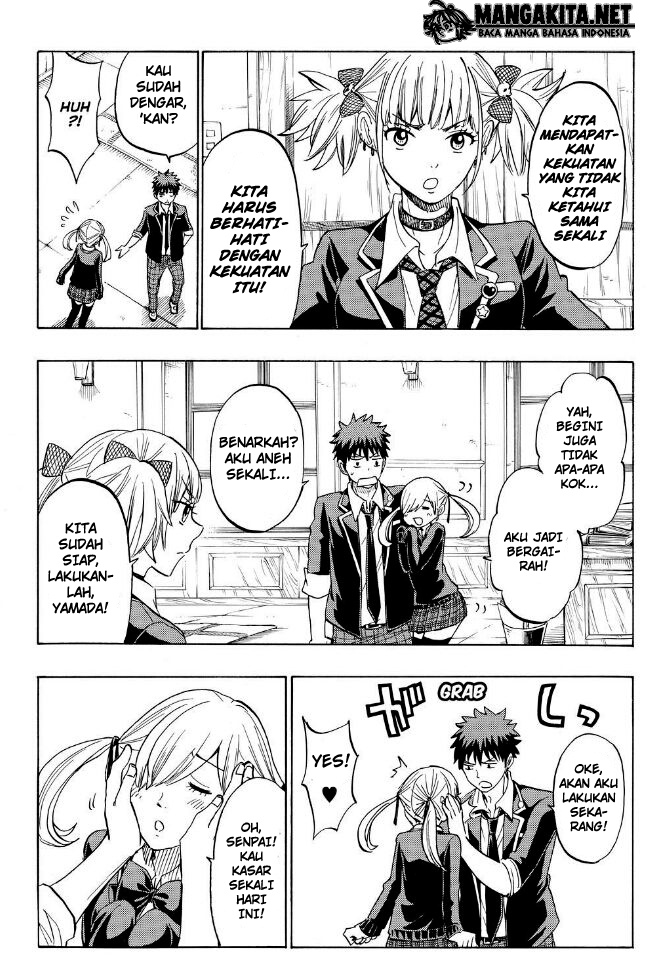 MANGAKITA.NET
BACA MANGA BAHASA INDONESIA
KITA
MENDAPAT-
KAN
KEKUATAN
YANG TIDAK
KITA
KETAHUI
SAMA
SEKALI
KITA
HARUS
BERHATI-
HATI
DENGAN
KEKUATAN
ITU!
KAU
SUDAH
DENGAR,
'KAN?
HUH
?!
YAH,
BEGINI
JUGA
TIDAK
APA-APA
KOK...
AKU JADI
BERGAI-
RAH!
BENARKAH?
AKU ANEH
SEKALI...
KITA
SUDAH
SIAP,
LAKUKAN-
LAH,
YAMADA!
ガ
GRAB
しっ
OKE,
AKAN AKU
LAKUKAN
SEKA-
RANG!
YES!
♥
OH,
SENPAI!
KAU
KASAR
SEKALI
HARI
INI!